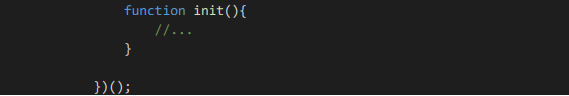 function init(){
//...
}
})();